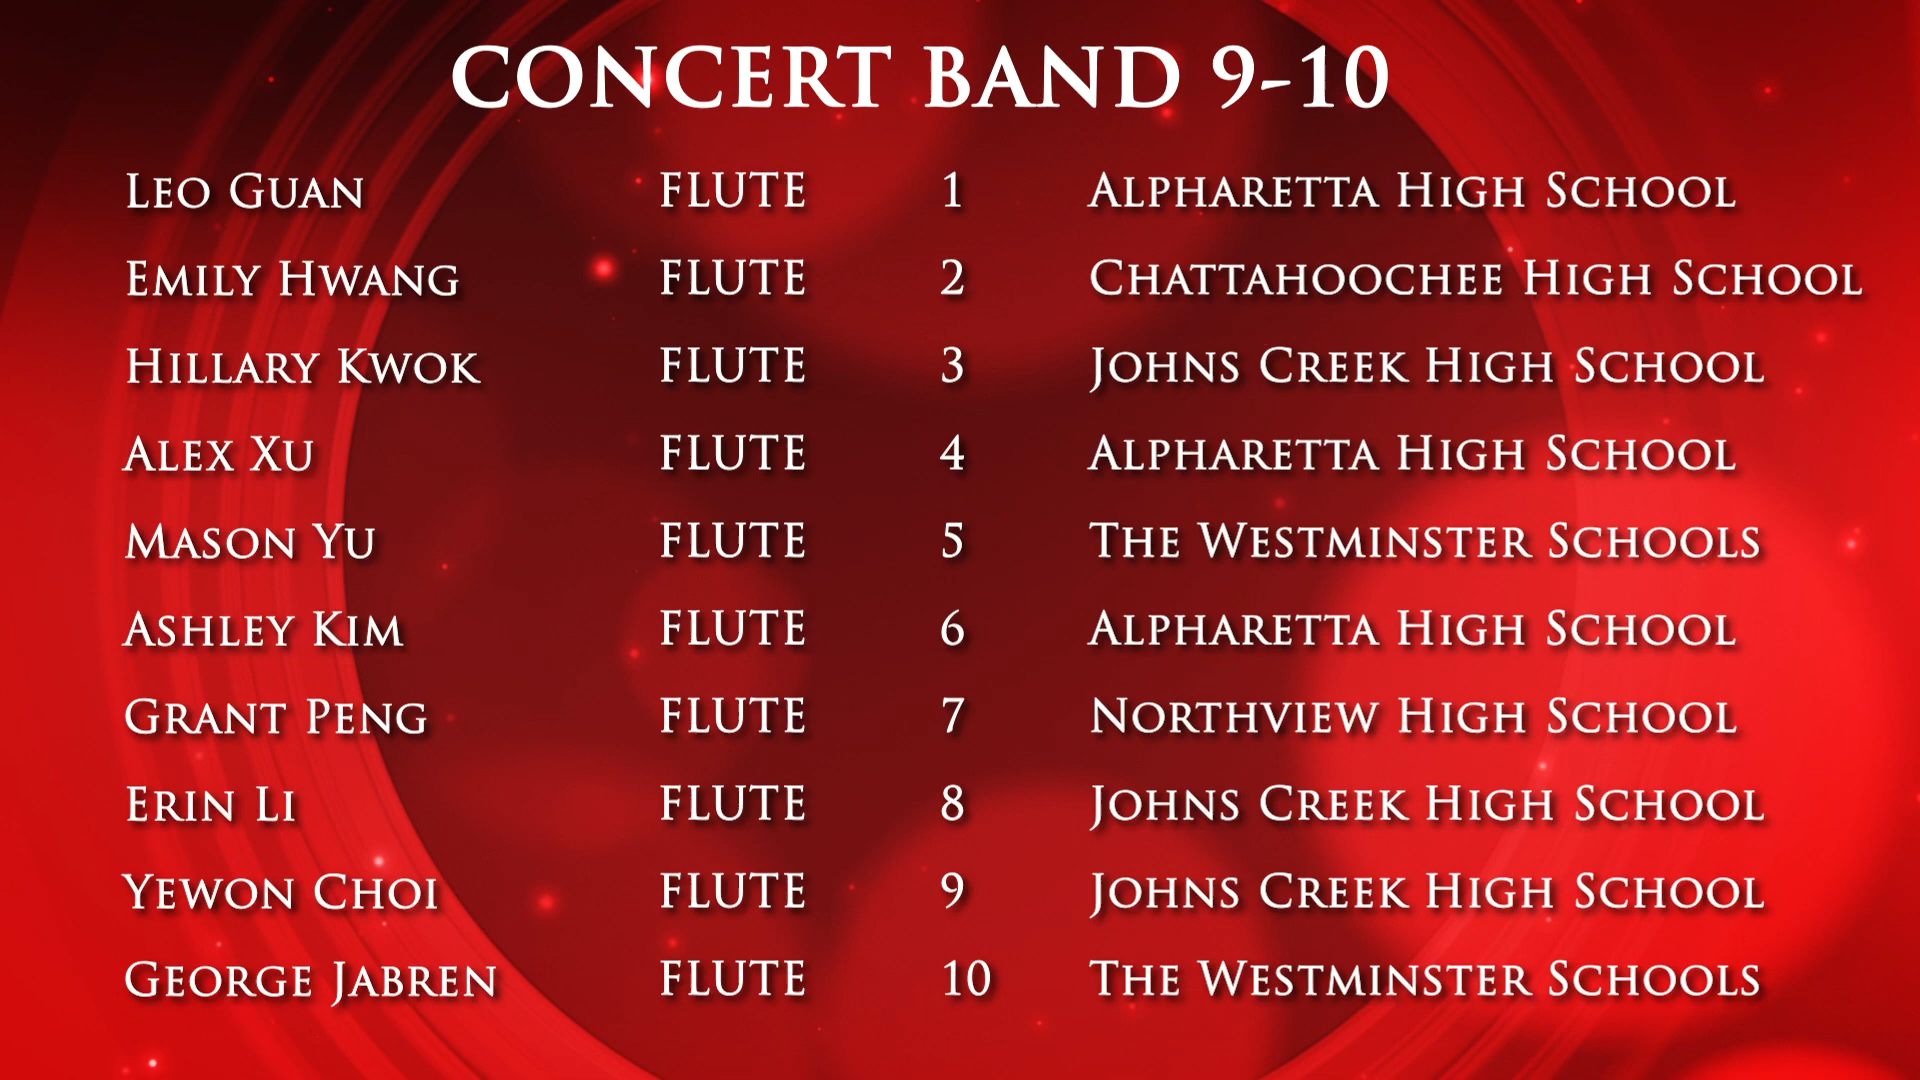 CONCERT BAND 9-10
LEO GUAN FLUTE 1 ALPHARETTA HIGH SCHOOL
EMILY HWANG FLUTE 2 CHATTAHOOCHEE HIGH SCHOOL
HILLARY KWOK FLUTE 3 JOHNS CREEK HIGH SCHOOL
ALEX XU FLUTE 4 ALPHARETTA HIGH SCHOOL
MASON YU FLUTE 5 THE WESTMINSTER SCHOOLS
ASHLEY KIM FLUTE 6 ALPHARETTA HIGH SCHOOL
GRANT PENG FLUTE 7 NORTHVIEW HIGH SCHOOL
ERIN LI FLUTE 8 JOHNS CREEK HIGH SCHOOL
YEWON CHOI FLUTE 9 JOHNS CREEK HIGH SCHOOL
GEORGE JABREN FLUTE 10 THE WESTMINSTER SCHOOLS